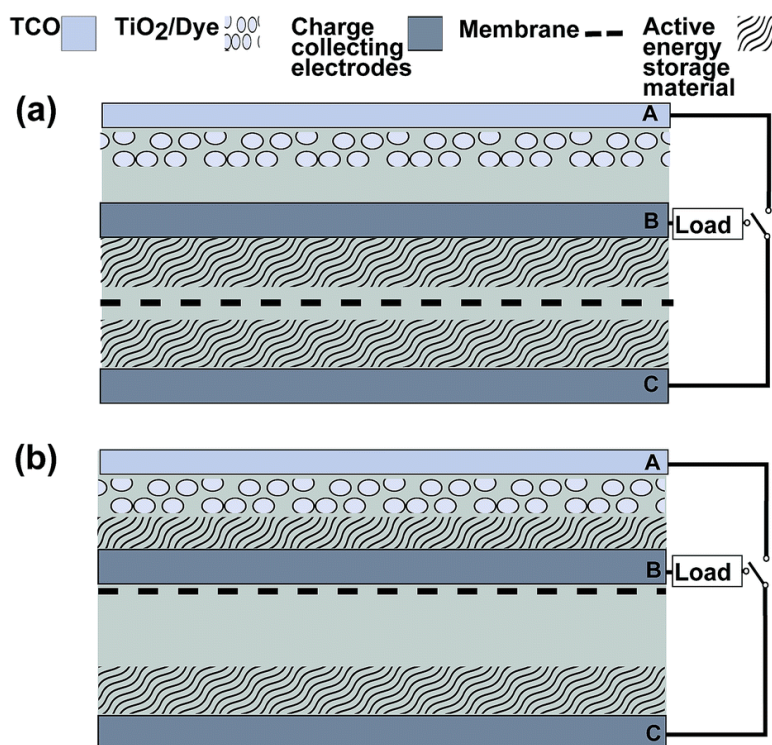 TCO
TiO2/Dye
Charge
collecting
electrodes
Membrane
Active
energy
storage
material
(a)
A
B
Load
C
(b)
A
B
Load
C